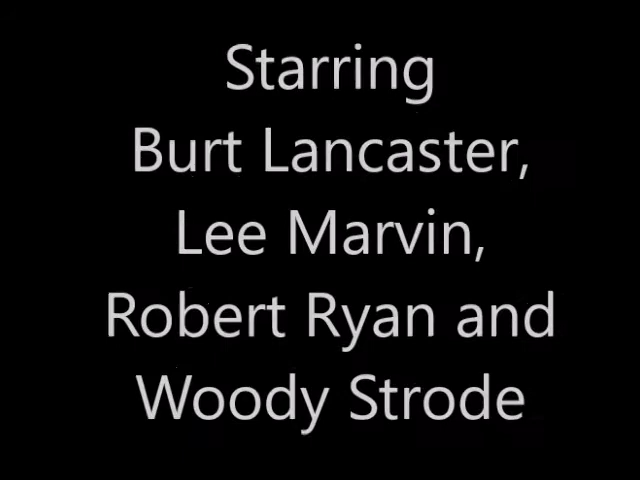 Starring
Burt Lancaster,
Lee Marvin,
Robert Ryan and
Woody Strode